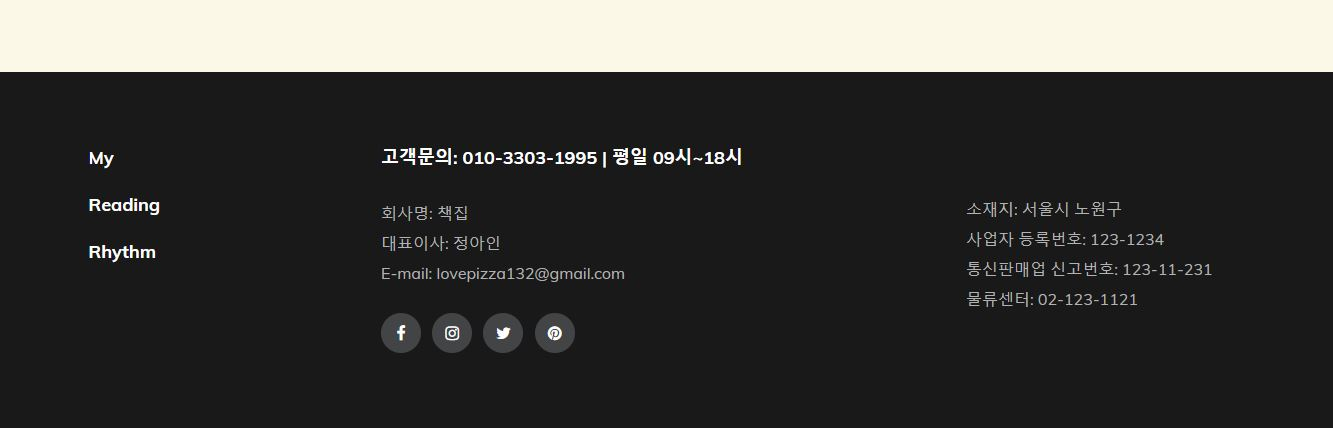 My
Reading
Rhythm
고객문의: 010-3303-1995 | 평일 09시~18시
회사명: 책집
대표이사: 정아인
E-mail: lovepizza132@gmail.com
소재지: 서울시 노원구
사업자 등록번호: 123-1234
통신판매업 신고번호: 123-11-231
물류센터: 02-123-1121